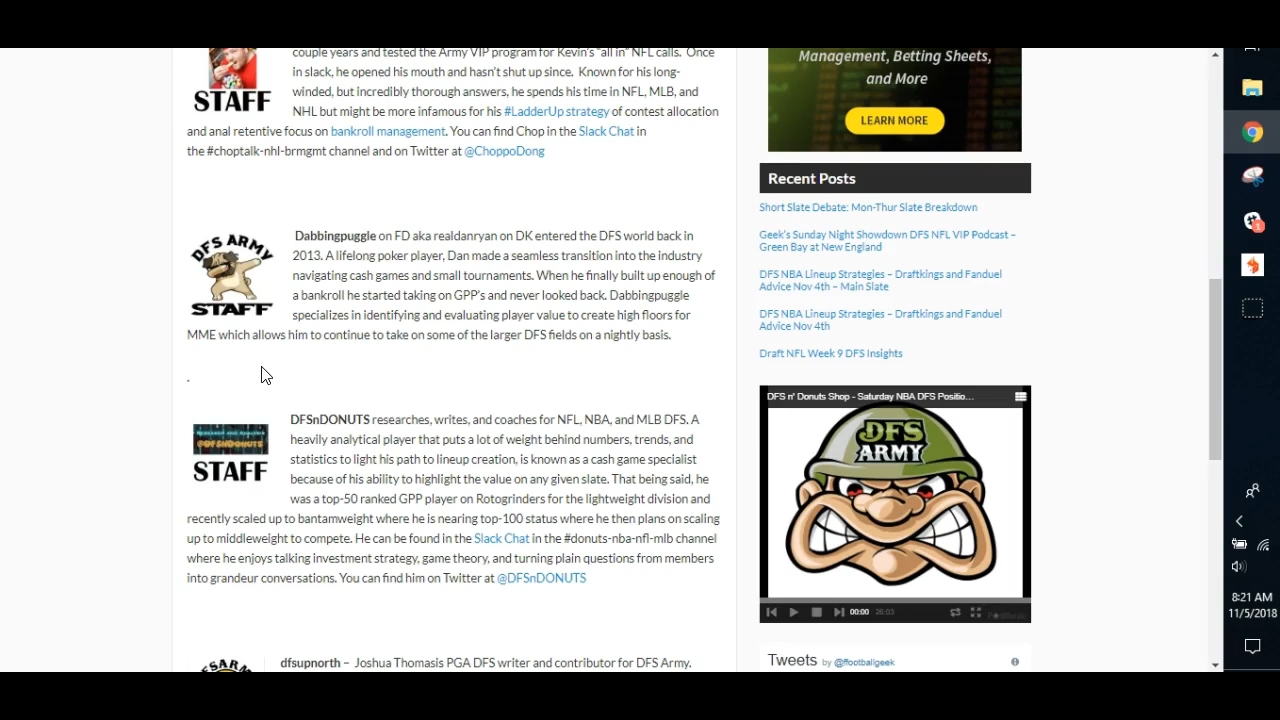 couple years and tested the Army VIP program for Kevin's "all in" NFL calls. Once
in slack, he opened his mouth and hasn't shut up since. Known for his long-
winded, but incredibly thorough answers, he spends his time in NFL, MLB, and
STAFF
NHL but might be more infamous for his #LadderUp strategy of contest allocation
and anal retentive focus on bankroll management. You can find Chop in the Slack Chat in
the #choptalk-nhl-brmgmt channel and on Twitter at @ChoppoDong
DFS ARMY
STAFF
Dabbingpuggle on FD aka realdanryan on DK entered the DFS world back in
2013. A lifelong poker player, Dan made a seamless transition into the industry
navigating cash games and small tournaments. When he finally built up enough of
a bankroll he started taking on GPP's and never looked back. Dabbingpuggle
specializes in identifying and evaluating player value to create high floors for
MME which allows him to continue to take on some of the larger DFS fields on a nightly basis.
.
@DFSnDonuts
STAFF
DFSnDONUTS researches, writes, and coaches for NFL, NBA, and MLB DFS. A
heavily analytical player that puts a lot of weight behind numbers, trends, and
statistics to light his path to lineup creation, is known as a cash game specialist
because of his ability to highlight the value on any given slate. That being said, he
was a top-50 ranked GPP player on Rotogrinders for the lightweight division and
recently scaled up to bantamweight where he is nearing top-100 status where he then plans on scaling
up to middleweight to compete. He can be found in the Slack Chat in the #donuts-nba-nfl-mlb channel
where he enjoys talking investment strategy, game theory, and turning plain questions from members
into grandeur conversations. You can find him on Twitter at @DFSnDONUTS
DFSARMY
dfsupnorth – Joshua Thomasis PGA DFS writer and contributor for DFS Army.
Management, Betting Sheets,
and More
LEARN MORE
Recent Posts
Short Slate Debate: Mon-Thur Slate Breakdown
Geek's Sunday Night Showdown DFS NFL VIP Podcast –
Green Bay at New England
DFS NBA Lineup Strategies – Draftkings and Fanduel
Advice Nov 4th – Main Slate
DFS NBA Lineup Strategies – Draftkings and Fanduel
Advice Nov 4th
Draft NFL Week 9 DFS Insights
DFS n' Donuts Shop - Saturday NBA DFS Positio...
DFS
ARMY
00:00 26:03
Tweets by @ffootballgeek
1
8:21 AM
11/5/2018